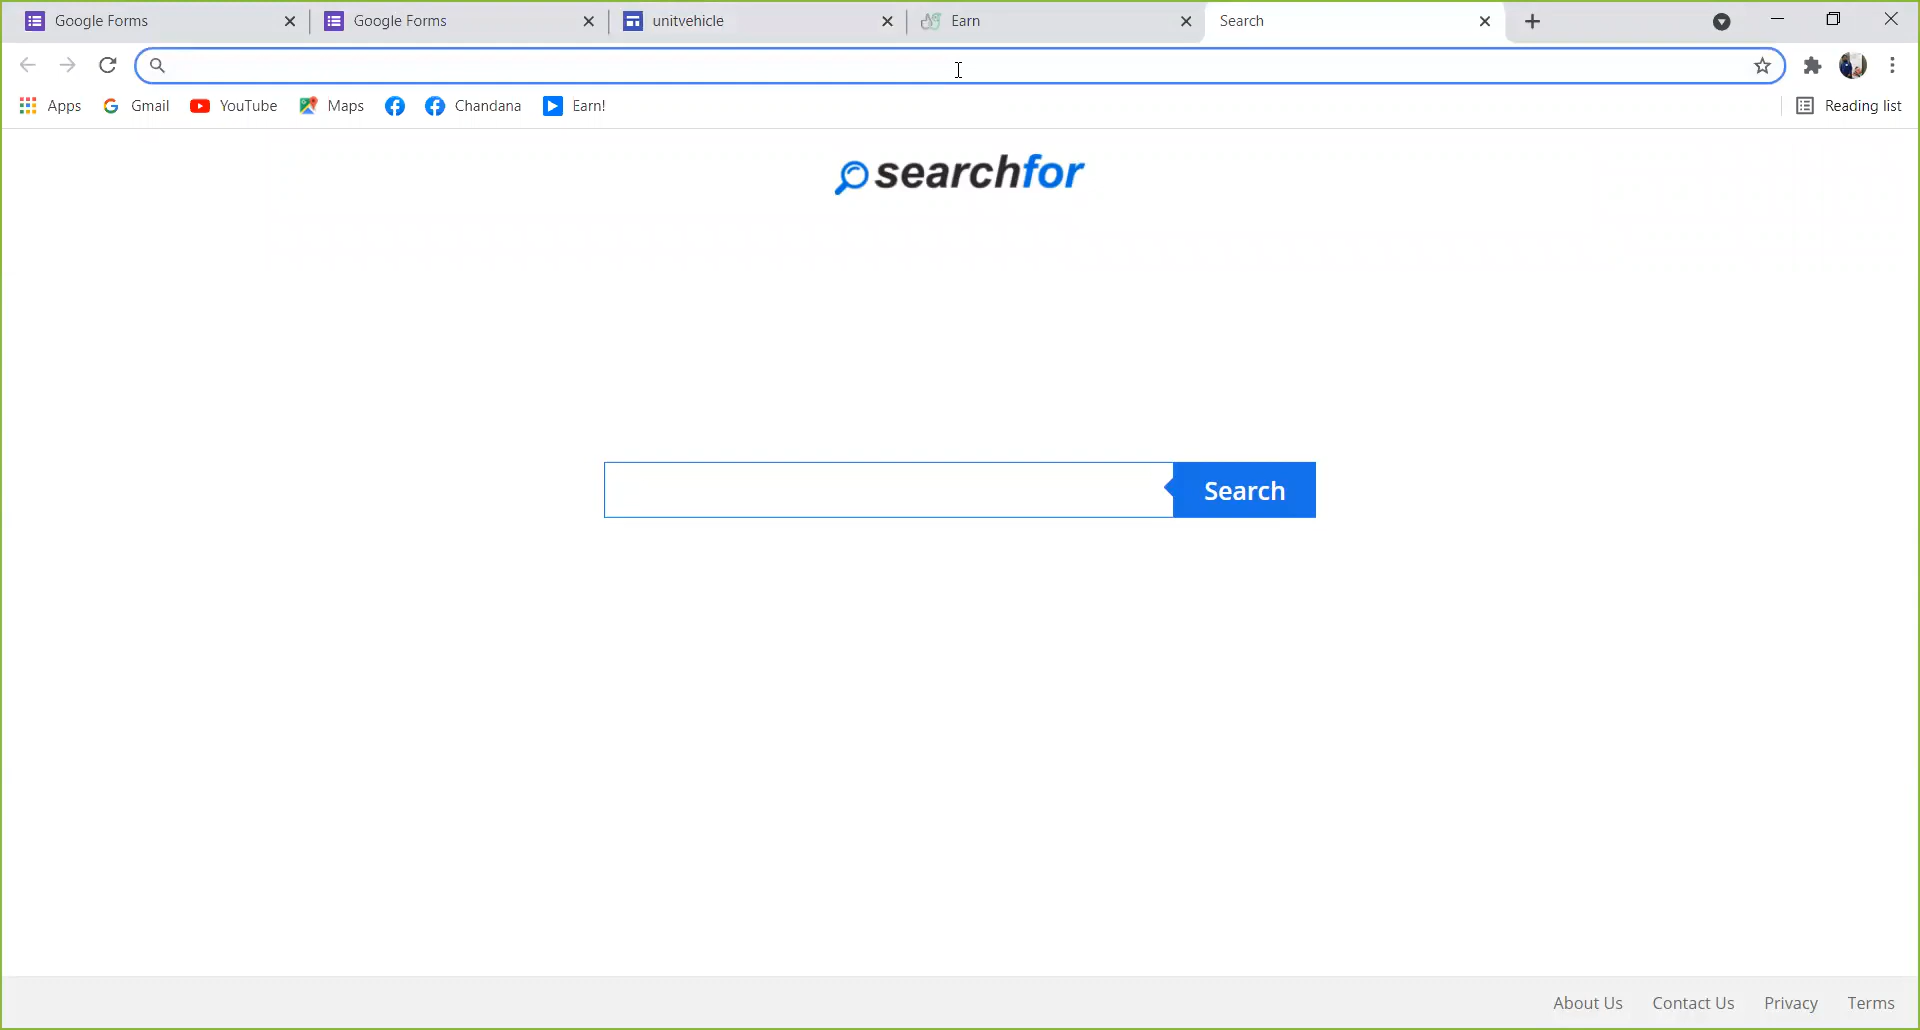 Google Forms
Google Forms
unitvehicle
Earn
Search
Apps
Gmail
YouTube
Maps
Chandana
Earn!
Reading list
searchfor
Search
About Us
Contact Us
Privacy
Terms